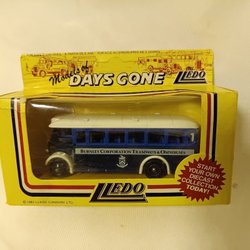 Models of
DAYS GONE
LLEDO
BURNLEY CORPORATION TRAMWAYS & OMNIBUSES
START YOUR OWN DIECAST COLLECTION TODAY!
LLEDO